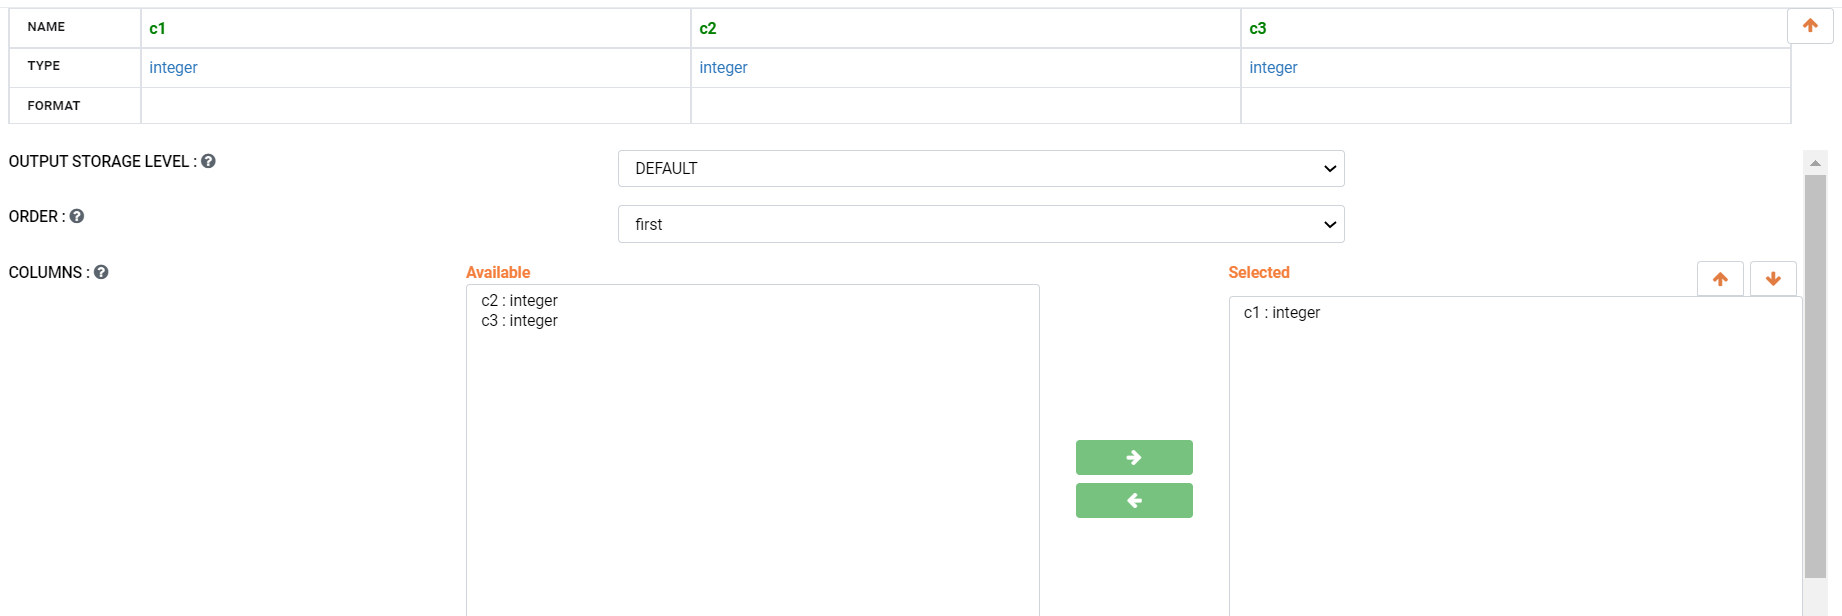 NAME c1 c2 c3
TYPE integer integer integer
FORMAT
OUTPUT STORAGE LEVEL : DEFAULT
ORDER : first
COLUMNS : Available Selected
c2 : integer c1 : integer
c3 : integer